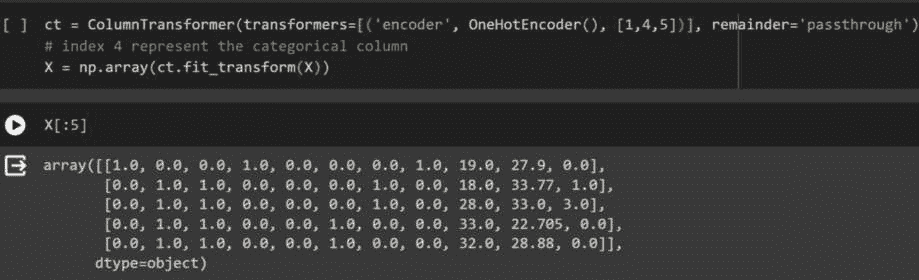 [ ] ct = ColumnTransformer(transformers=[('encoder', OneHotEncoder(), [1,4,5])], remainder='passthrough')
# index 4 represent the categorical column
X = np.array(ct.fit_transform(X))
X[:5]
array([[1.0, 0.0, 0.0, 1.0, 0.0, 0.0, 0.0, 1.0, 19.0, 27.9, 0.0],
[0.0, 1.0, 1.0, 0.0, 0.0, 0.0, 1.0, 0.0, 18.0, 33.77, 1.0],
[0.0, 1.0, 1.0, 0.0, 0.0, 0.0, 1.0, 0.0, 28.0, 33.0, 3.0],
[0.0, 1.0, 1.0, 0.0, 0.0, 1.0, 0.0, 0.0, 33.0, 22.705, 0.0],
[0.0, 1.0, 1.0, 0.0, 0.0, 1.0, 0.0, 0.0, 32.0, 28.88, 0.0]],
dtype=object)